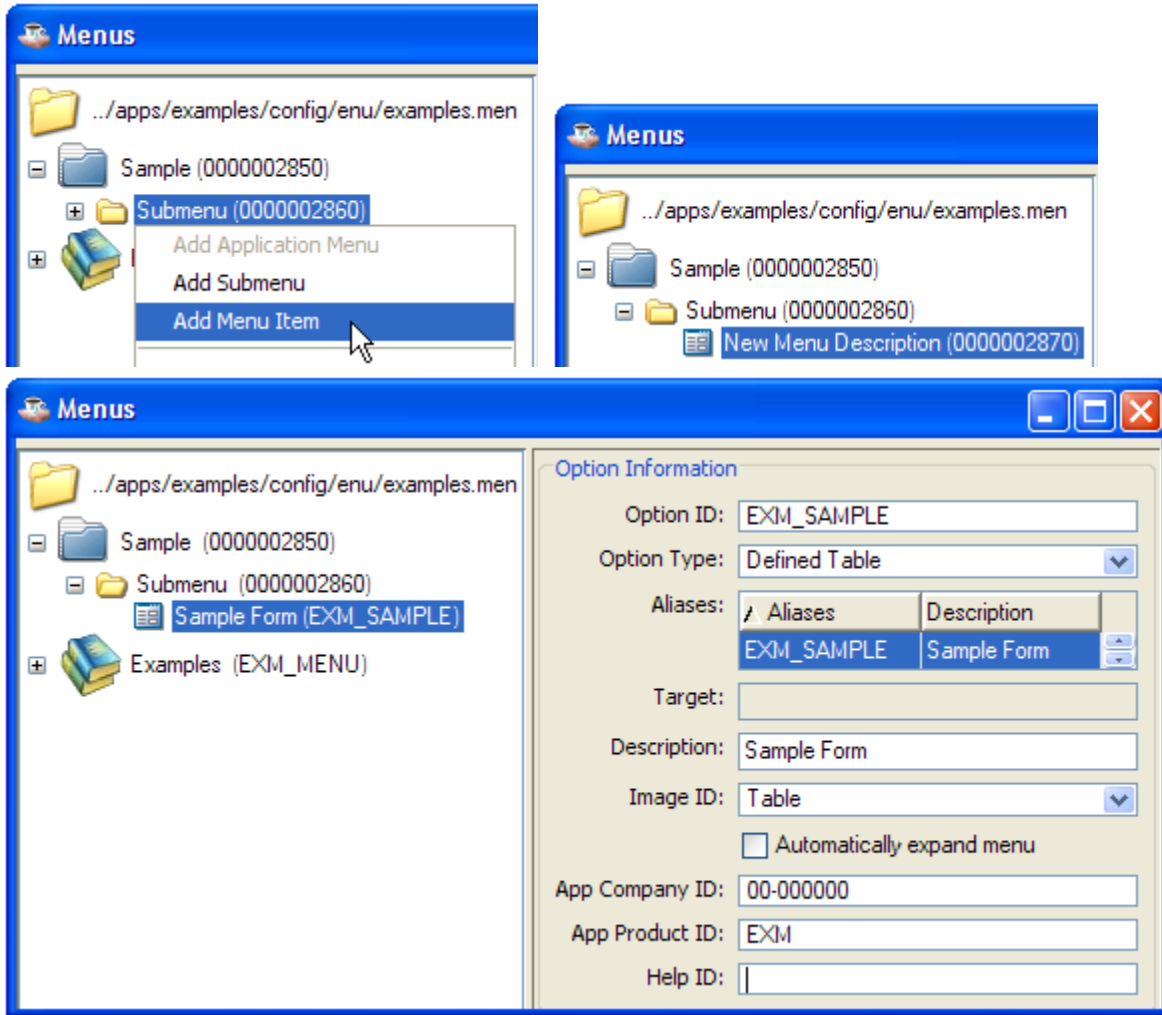 Menus
../apps/examples/config/enu/examples.men
Sample (0000002850)
Submenu (0000002860)
Add Application Menu
Add Submenu
Add Menu Item
Menus
../apps/examples/config/enu/examples.men
Sample (0000002850)
Submenu (0000002860)
New Menu Description (0000002870)
Menus
../apps/examples/config/enu/examples.men
Sample (0000002850)
Submenu (0000002860)
Sample Form (EXM_SAMPLE)
Examples (EXM_MENU)
Option Information
Option ID: EXM_SAMPLE
Option Type: Defined Table
Aliases: Aliases Description
EXM_SAMPLE Sample Form
Target:
Description: Sample Form
Image ID: Table
Automatically expand menu
App Company ID: 00-000000
App Product ID: EXM
Help ID: